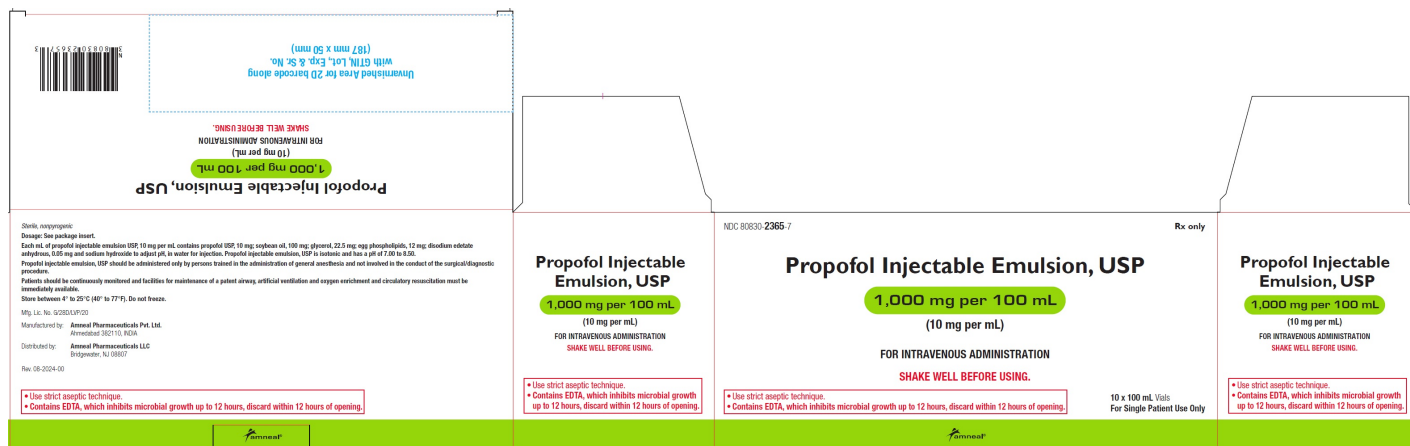 Unvarnished Area for 2D barcode along
with GTIN, Lot., Exp. & Sr. No.
(187 mm x 50 mm)
Propofol Injectable Emulsion, USP
1,000 mg per 100 mL
(10 mg per mL)
FOR INTRAVENOUS ADMINISTRATION
SHAKE WELL BEFORE USING.
Sterile, nonpyrogenic
Dosage: See package insert.
Each mL of propofol injectable emulsion USP, 10 mg per mL contains propofol USP, 10 mg; soybean oil, 100 mg; glycerol, 22.5 mg; egg phospholipids, 12 mg; disodium edetate
anhydrous, 0.05 mg and sodium hydroxide to adjust pH, in water for injection. Propofol injectable emulsion, USP is isotonic and has a pH of 7.00 to 8.50.
Propofol injectable emulsion, USP should be administered only by persons trained in the administration of general anesthesia and not involved in the conduct of the surgical/diagnostic
procedure.
Patients should be continuously monitored and facilities for maintenance of a patent airway, artificial ventilation and oxygen enrichment and circulatory resuscitation must be
immediately available.
Store between 4° to 25°C (40° to 77°F). Do not freeze.
Mfg. Lic. No. G/28D/LVP/20
Manufactured by: Amneal Pharmaceuticals Pvt. Ltd.
Ahmedabad 382110, INDIA
Distributed by: Amneal Pharmaceuticals LLC
Bridgewater, NJ 08807
Rev. 08-2024-00
• Use strict aseptic technique.
• Contains EDTA, which inhibits microbial growth up to 12 hours, discard within 12 hours of opening.
amneal®
Propofol Injectable
Emulsion, USP
1,000 mg per 100 mL
(10 mg per mL)
FOR INTRAVENOUS ADMINISTRATION
SHAKE WELL BEFORE USING.
• Use strict aseptic technique.
• Contains EDTA, which inhibits microbial growth
up to 12 hours, discard within 12 hours of opening.
NDC 80830-2365-7
Rx only
Propofol Injectable Emulsion, USP
1,000 mg per 100 mL
(10 mg per mL)
FOR INTRAVENOUS ADMINISTRATION
SHAKE WELL BEFORE USING.
• Use strict aseptic technique.
• Contains EDTA, which inhibits microbial growth up to 12 hours, discard within 12 hours of opening.
10 x 100 mL Vials
For Single Patient Use Only
amneal®
Propofol Injectable
Emulsion, USP
1,000 mg per 100 mL
(10 mg per mL)
FOR INTRAVENOUS ADMINISTRATION
SHAKE WELL BEFORE USING.
• Use strict aseptic technique.
• Contains EDTA, which inhibits microbial growth
up to 12 hours, discard within 12 hours of opening.